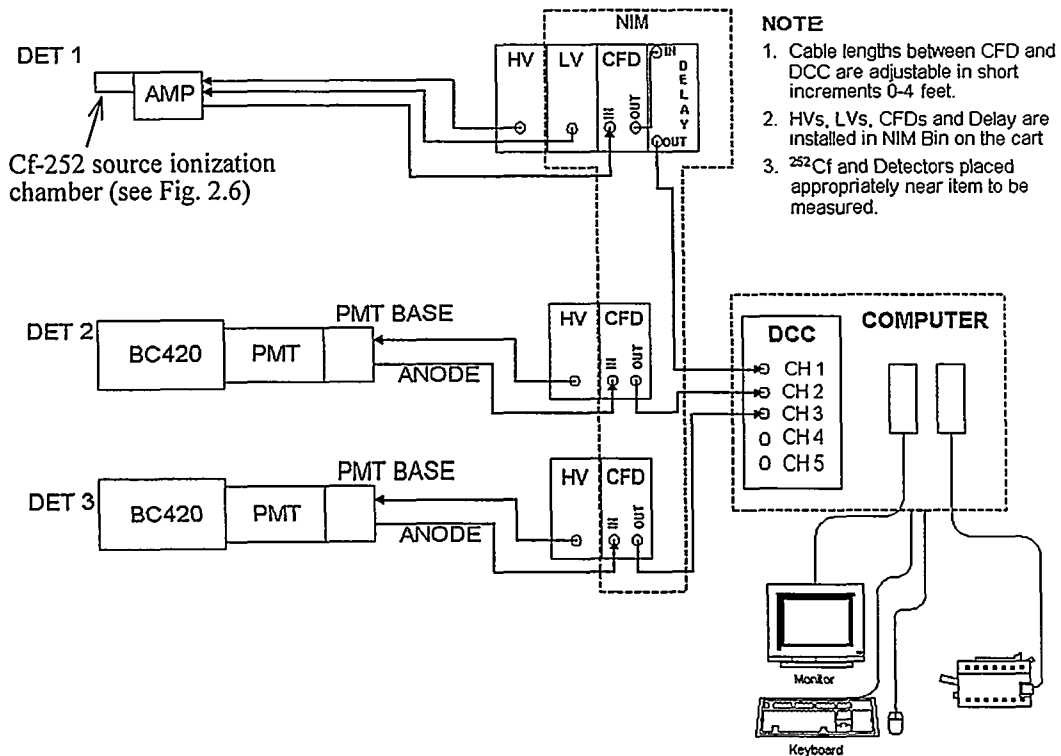 NIM
NOTE
1. Cable lengths between CFD and
DCC are adjustable in short
increments 0-4 feet.
2. HVs, LVs, CFDs and Delay are
installed in NIM Bin on the cart
3. ²⁵²Cf and Detectors placed
appropriately near item to be
measured.
DET 1
AMP
HV LV CFD
IN
DELAY
IN OUT
OUT
Cf-252 source ionization
chamber (see Fig. 2.6)
DET 2
BC420 PMT
PMT BASE
ANODE
HV CFD
IN OUT
DCC
CH 1
CH 2
CH 3
CH 4
CH 5
COMPUTER
DET 3
BC420 PMT
PMT BASE
ANODE
HV CFD
IN OUT
Monitor
Keyboard